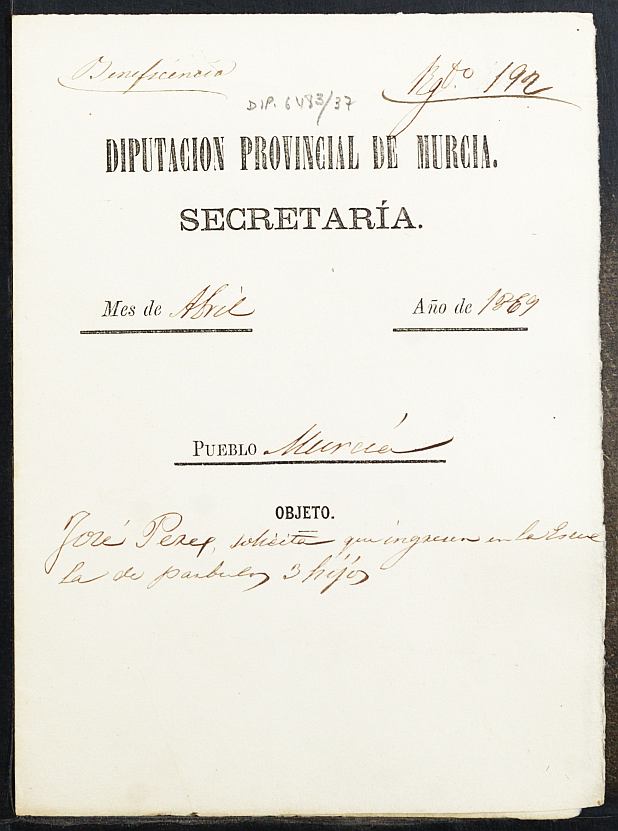 Beneficencia
Rgto. 192
DIP. 6483/37
DIPUTACION PROVINCIAL DE MURCIA.
SECRETARÍA.
Mes de Abril Año de 1869
PUEBLO Murcia
OBJETO.
José Perez, solicita que ingresen en la Escue
la de parbulos 3 hijos